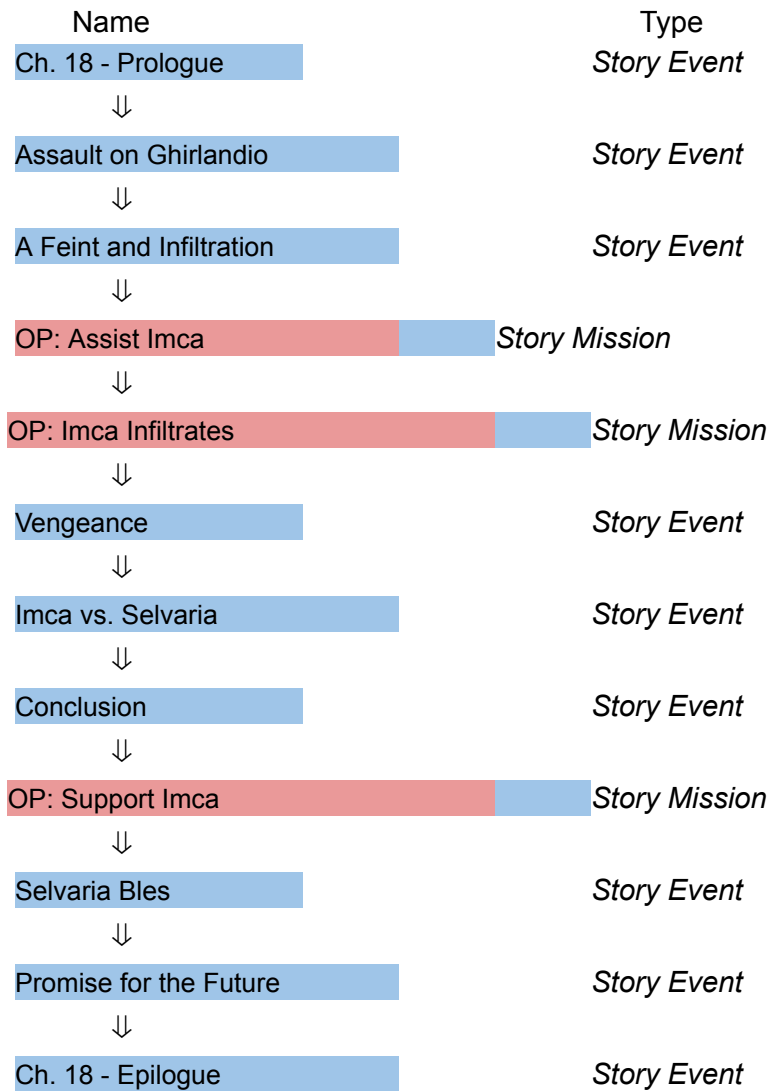 Name Type
Ch. 18 - Prologue Story Event
⇓
Assault on Ghirlandio Story Event
⇓
A Feint and Infiltration Story Event
⇓
OP: Assist Imca Story Mission
⇓
OP: Imca Infiltrates Story Mission
⇓
Vengeance Story Event
⇓
Imca vs. Selvaria Story Event
⇓
Conclusion Story Event
⇓
OP: Support Imca Story Mission
⇓
Selvaria Bles Story Event
⇓
Promise for the Future Story Event
⇓
Ch. 18 - Epilogue Story Event